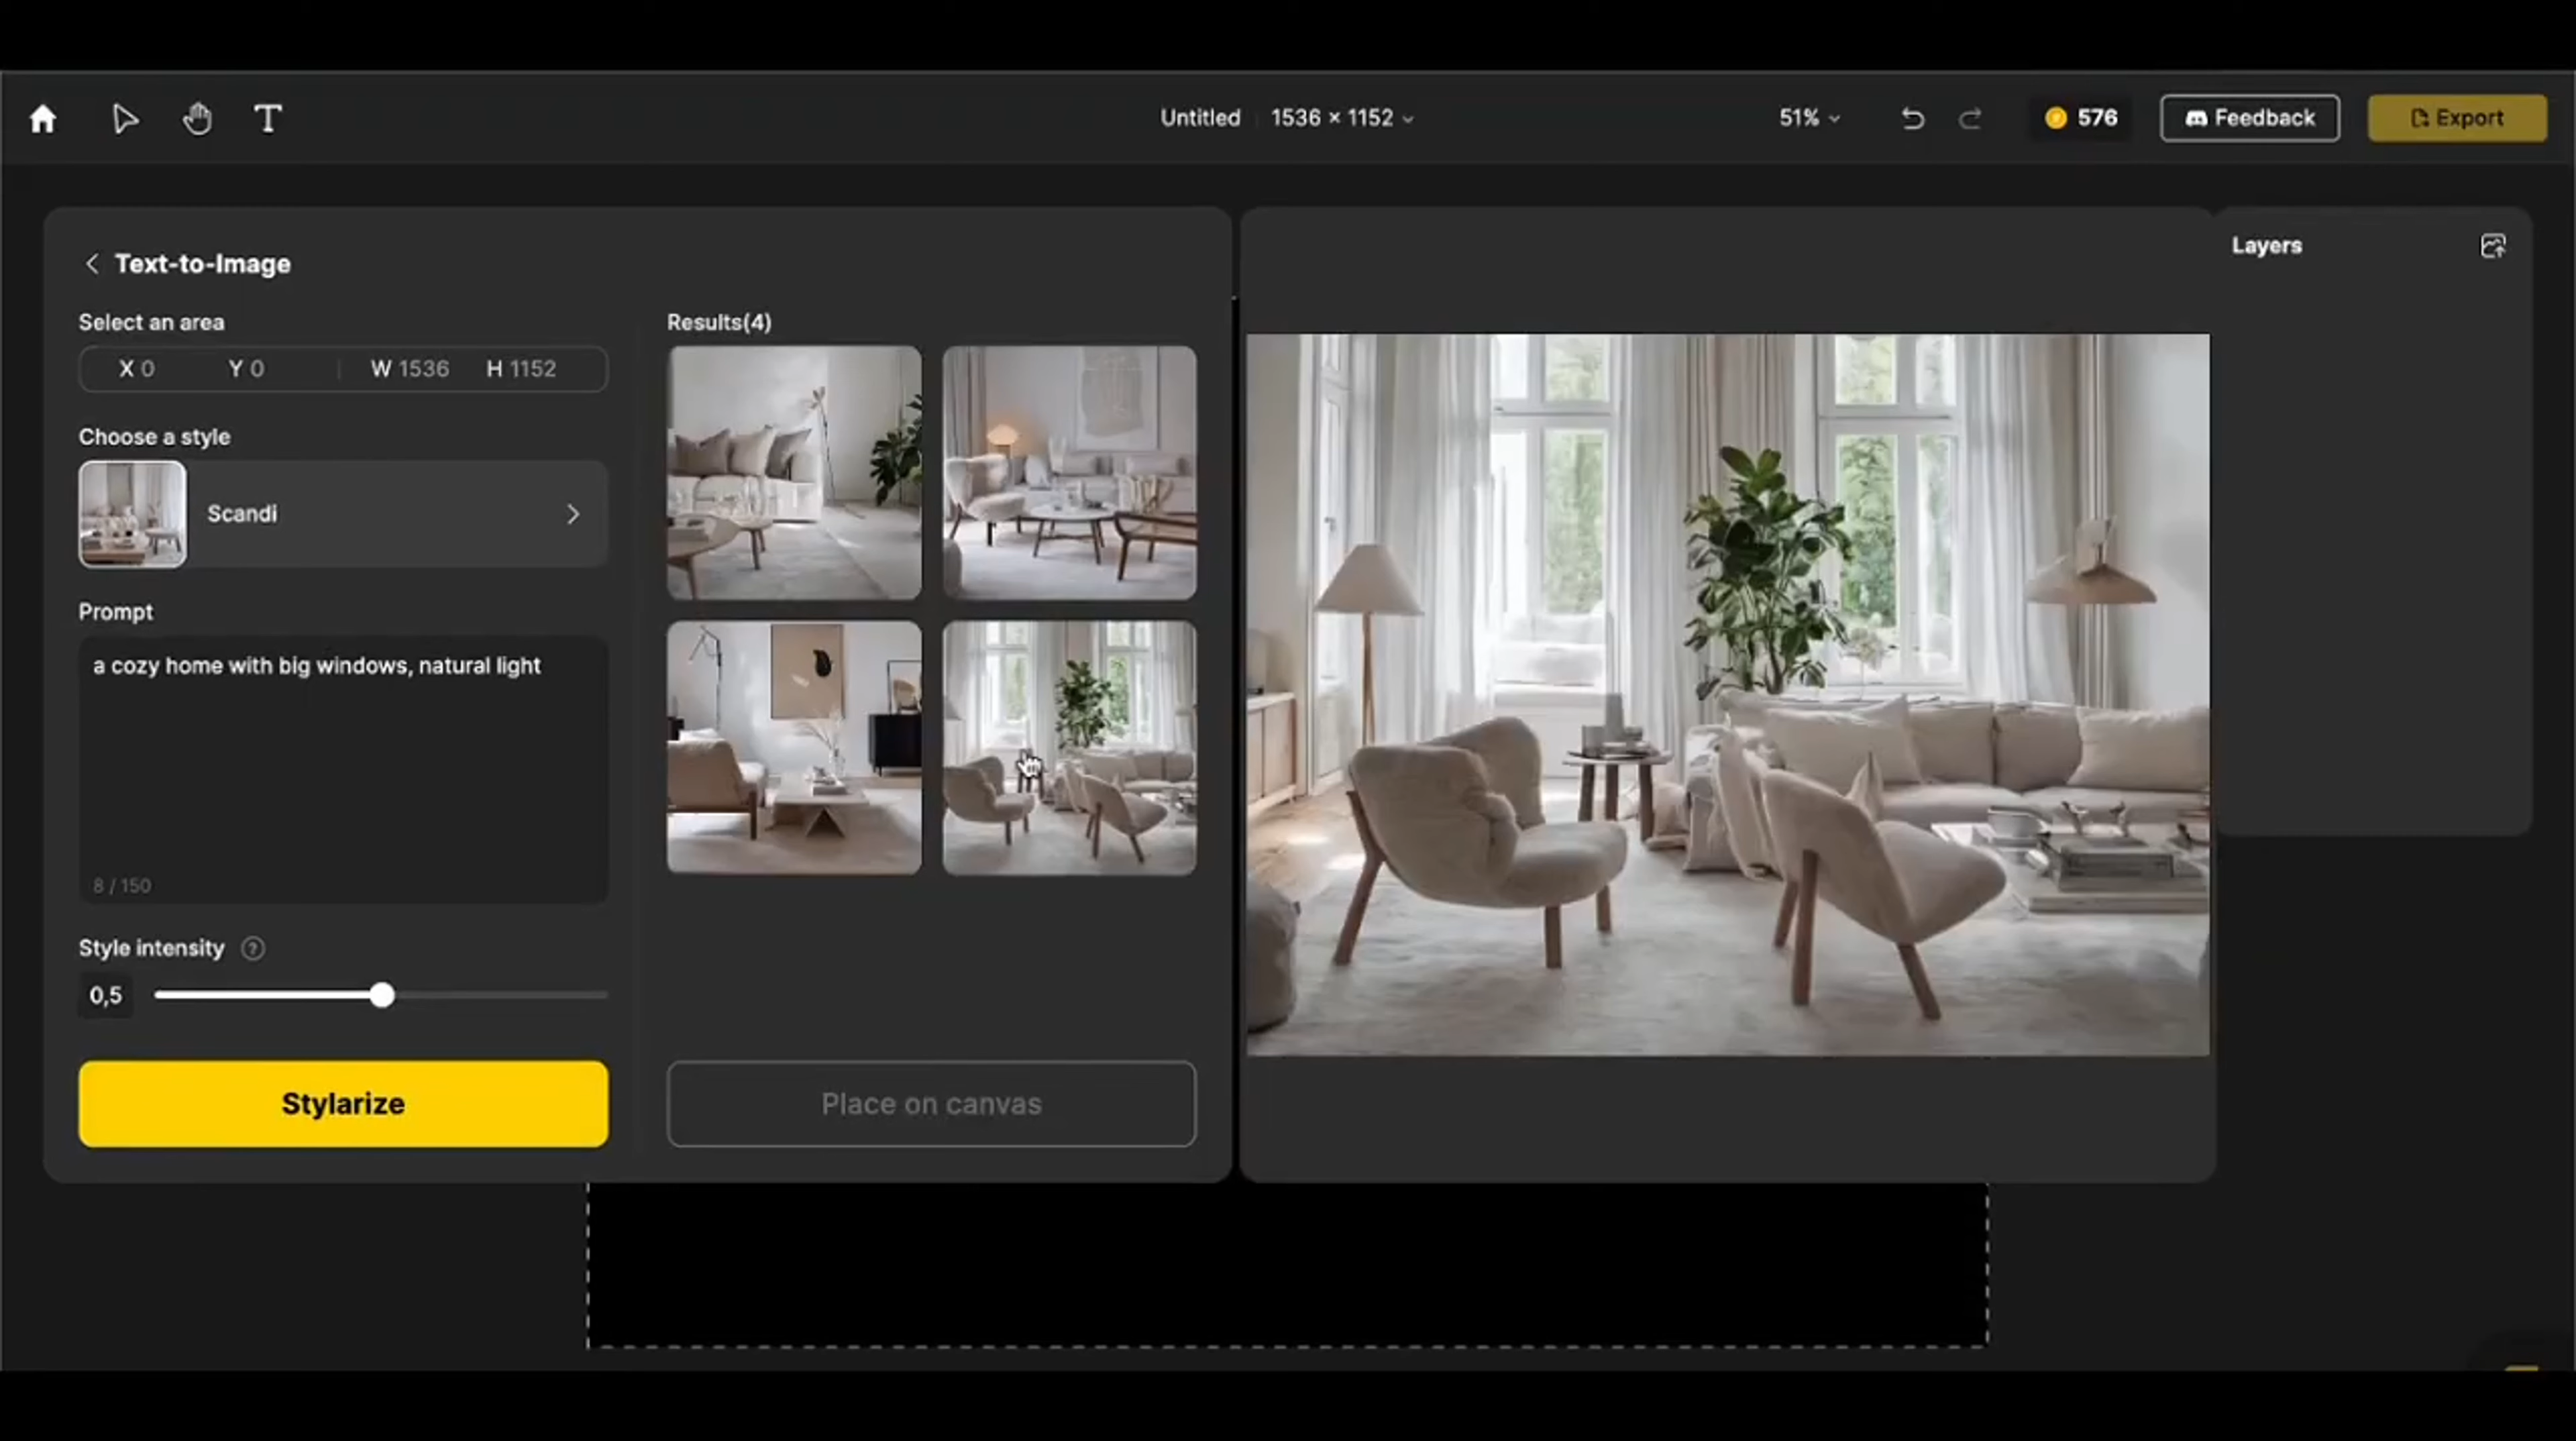 Untitled 1536 × 1152 51% 576 Feedback Export
Text-to-Image
Select an area
X 0 Y 0 W 1536 H 1152
Choose a style
Scandi
Prompt
a cozy home with big windows, natural light
8 / 150
Style intensity ?
0,5
Stylarize
Results(4)
Place on canvas
Layers